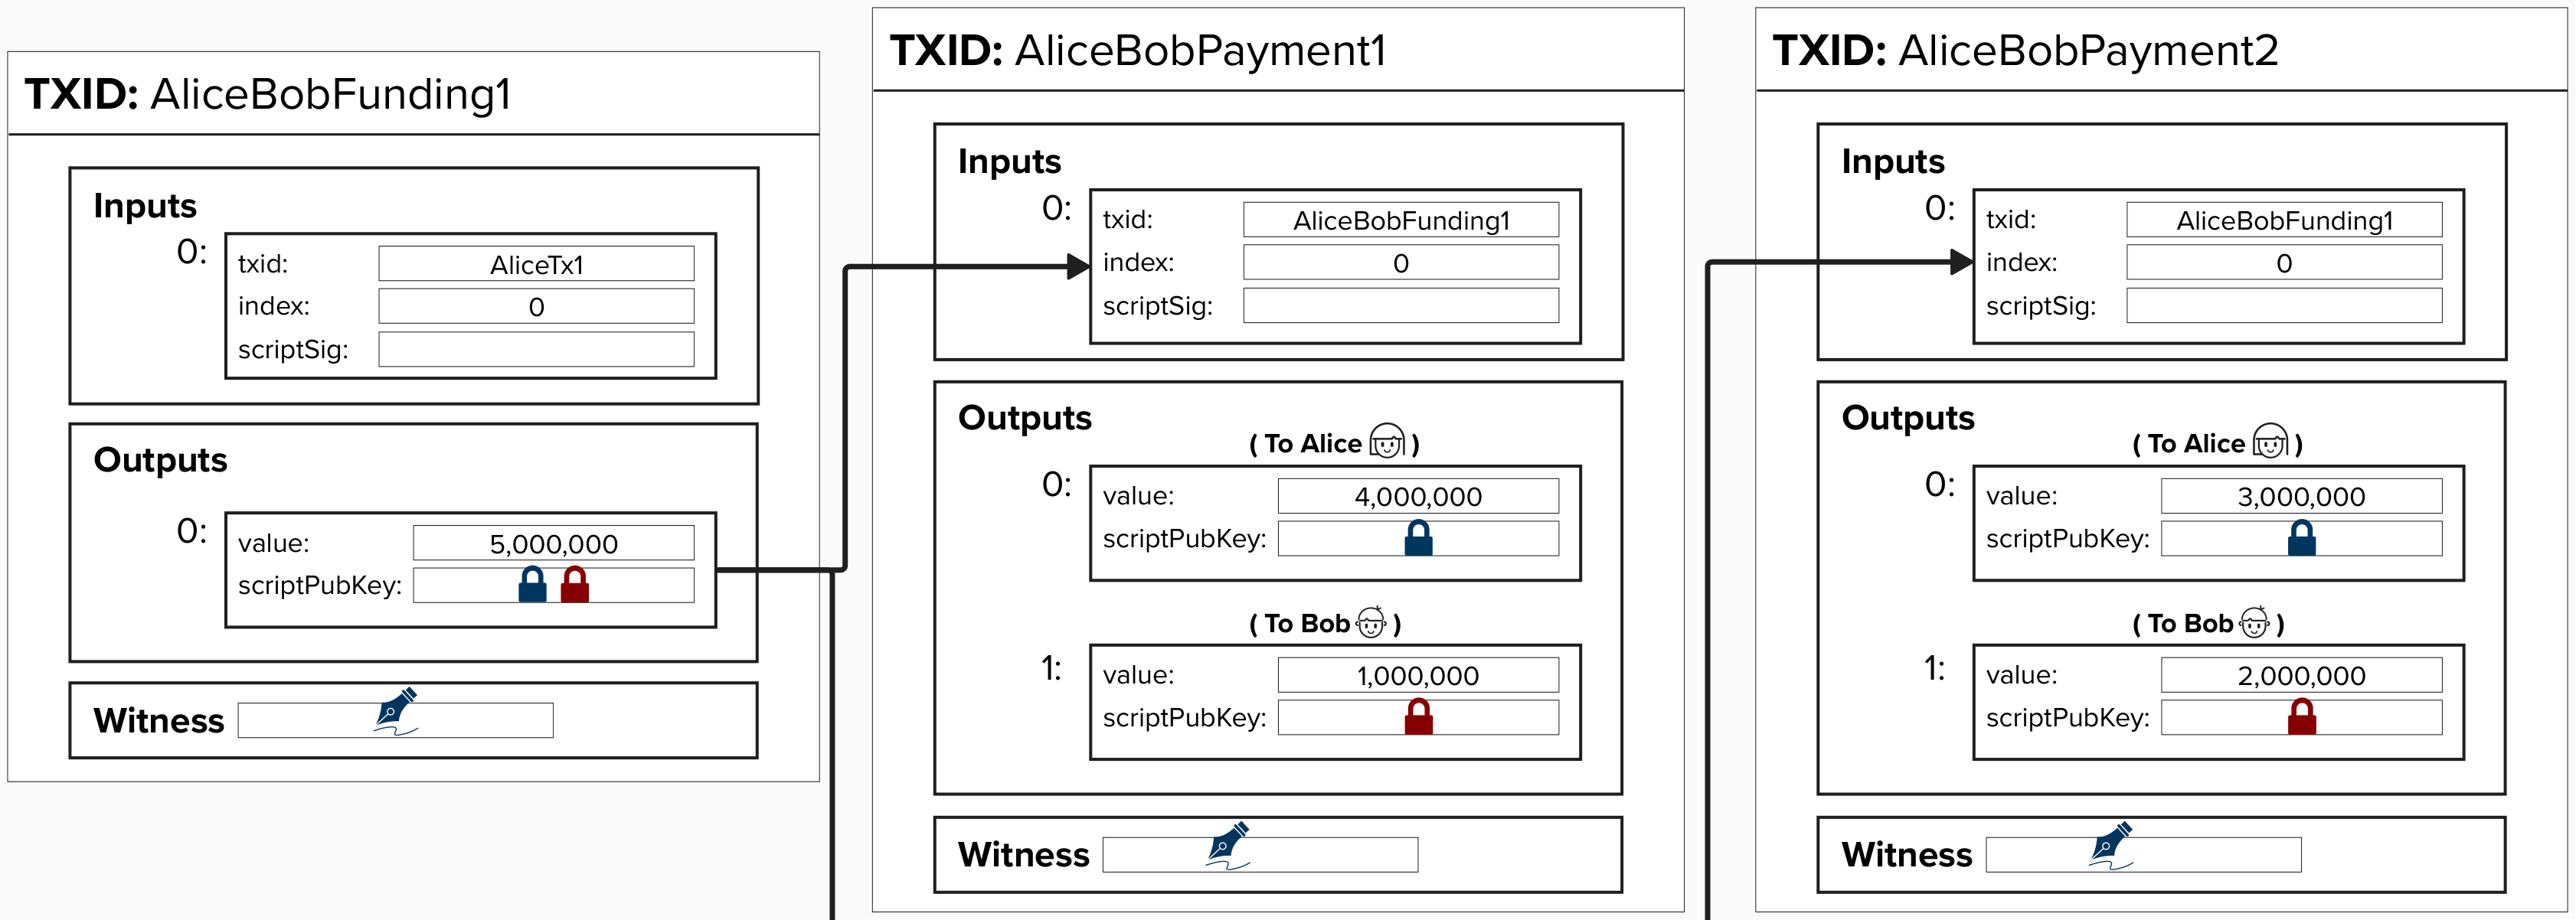 TXID: AliceBobFunding1
Inputs
0:
txid: AliceTx1
index: 0
scriptSig:
Outputs
0:
value: 5,000,000
scriptPubKey:
Witness
TXID: AliceBobPayment1
Inputs
0:
txid: AliceBobFunding1
index: 0
scriptSig:
Outputs
( To Alice )
0:
value: 4,000,000
scriptPubKey:
( To Bob )
1:
value: 1,000,000
scriptPubKey:
Witness
TXID: AliceBobPayment2
Inputs
0:
txid: AliceBobFunding1
index: 0
scriptSig:
Outputs
( To Alice )
0:
value: 3,000,000
scriptPubKey:
( To Bob )
1:
value: 2,000,000
scriptPubKey:
Witness